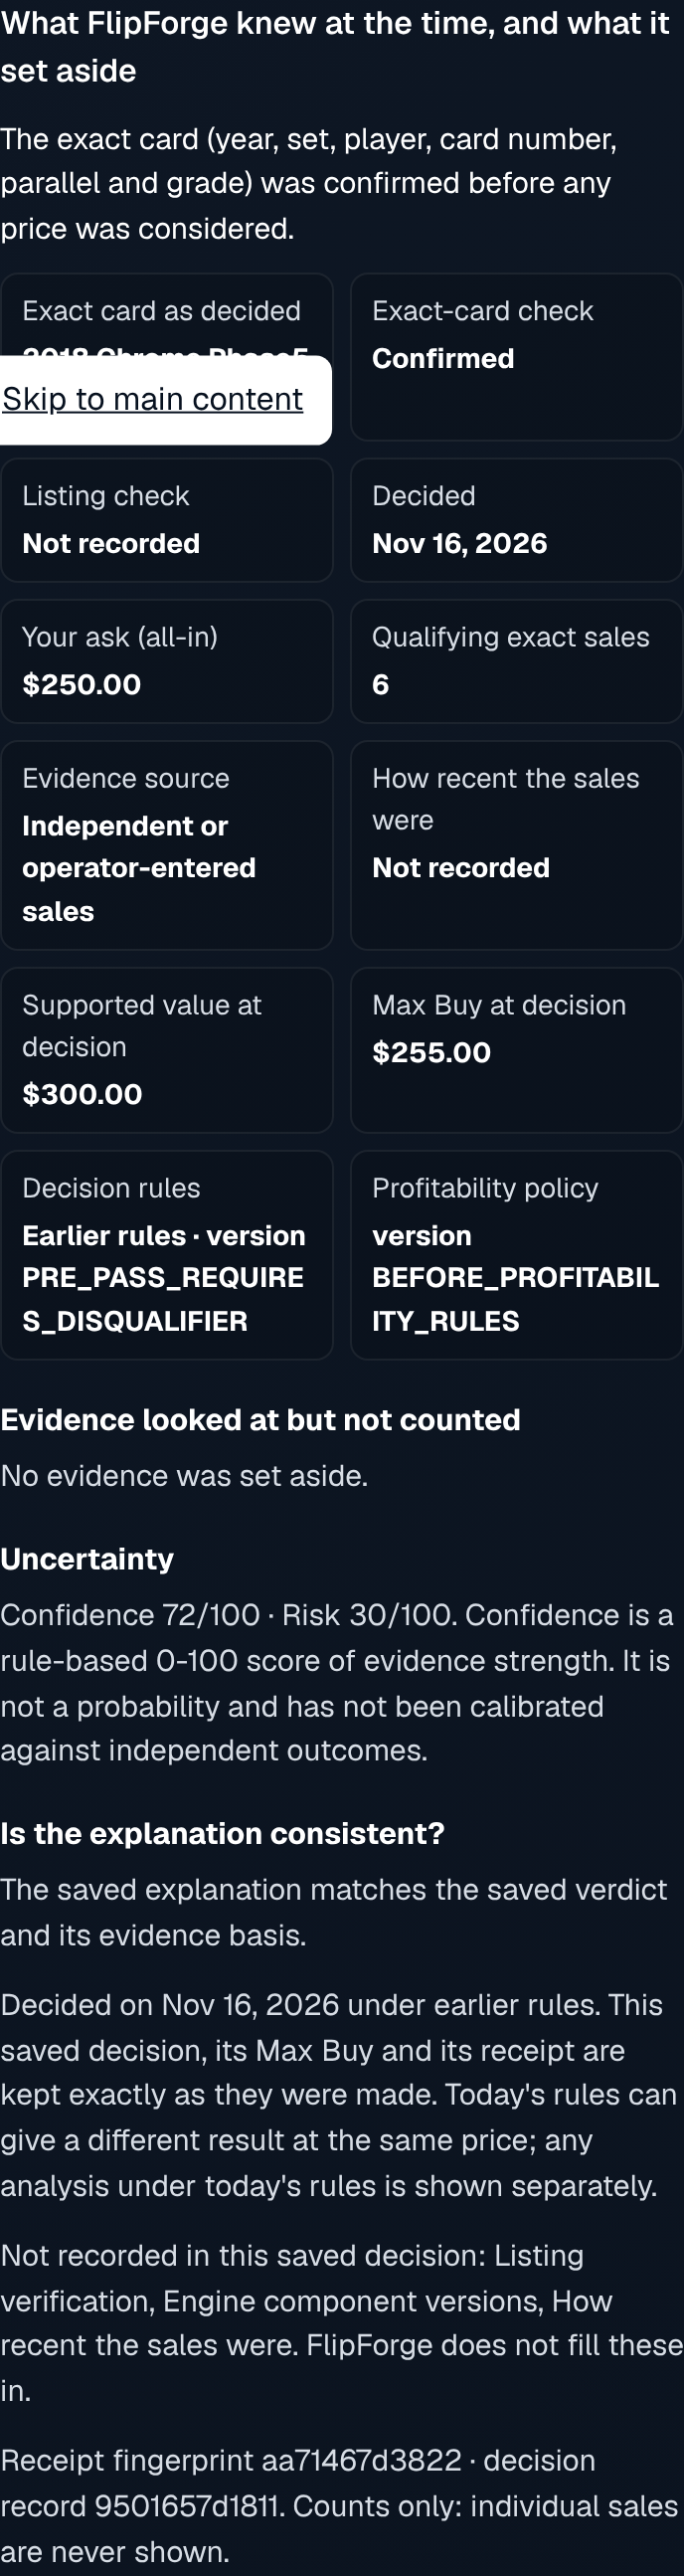 What FlipForge knew at the time, and what it
set aside
The exact card (year, set, player, card number,
parallel and grade) was confirmed before any
price was considered.
Exact card as decided
2018 Chrome Phase5
Skip to main content
Exact-card check
Confirmed
Listing check
Not recorded
Decided
Nov 16, 2026
Your ask (all-in)
$250.00
Qualifying exact sales
6
Evidence source
Independent or
operator-entered
sales
How recent the sales
were
Not recorded
Supported value at
decision
$300.00
Max Buy at decision
$255.00
Decision rules
Earlier rules · version
PRE_PASS_REQUIRE
S_DISQUALIFIER
Profitability policy
version
BEFORE_PROFITABIL
ITY_RULES
Evidence looked at but not counted
No evidence was set aside.
Uncertainty
Confidence 72/100 · Risk 30/100. Confidence is a
rule-based 0-100 score of evidence strength. It is
not a probability and has not been calibrated
against independent outcomes.
Is the explanation consistent?
The saved explanation matches the saved verdict
and its evidence basis.
Decided on Nov 16, 2026 under earlier rules. This
saved decision, its Max Buy and its receipt are
kept exactly as they were made. Today's rules can
give a different result at the same price; any
analysis under today's rules is shown separately.
Not recorded in this saved decision: Listing
verification, Engine component versions, How
recent the sales were. FlipForge does not fill these
in.
Receipt fingerprint aa71467d3822 · decision
record 9501657d1811. Counts only: individual sales
are never shown.